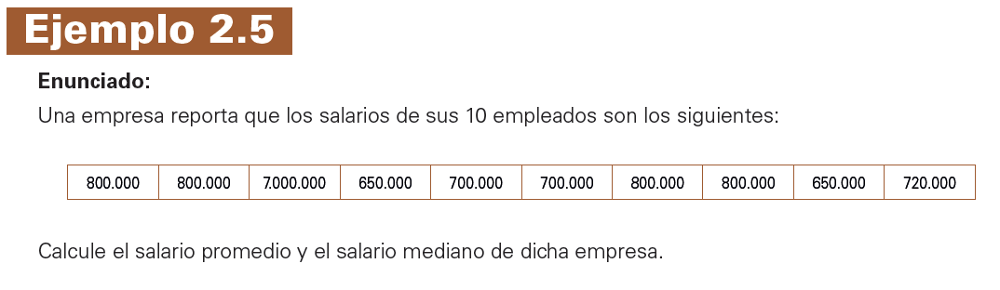 Ejemplo 2.5
Enunciado:
Una empresa reporta que los salarios de sus 10 empleados son los siguientes:
800.000 800.000 7.000.000 650.000 700.000 700.000 800.000 800.000 650.000 720.000
Calcule el salario promedio y el salario mediano de dicha empresa.